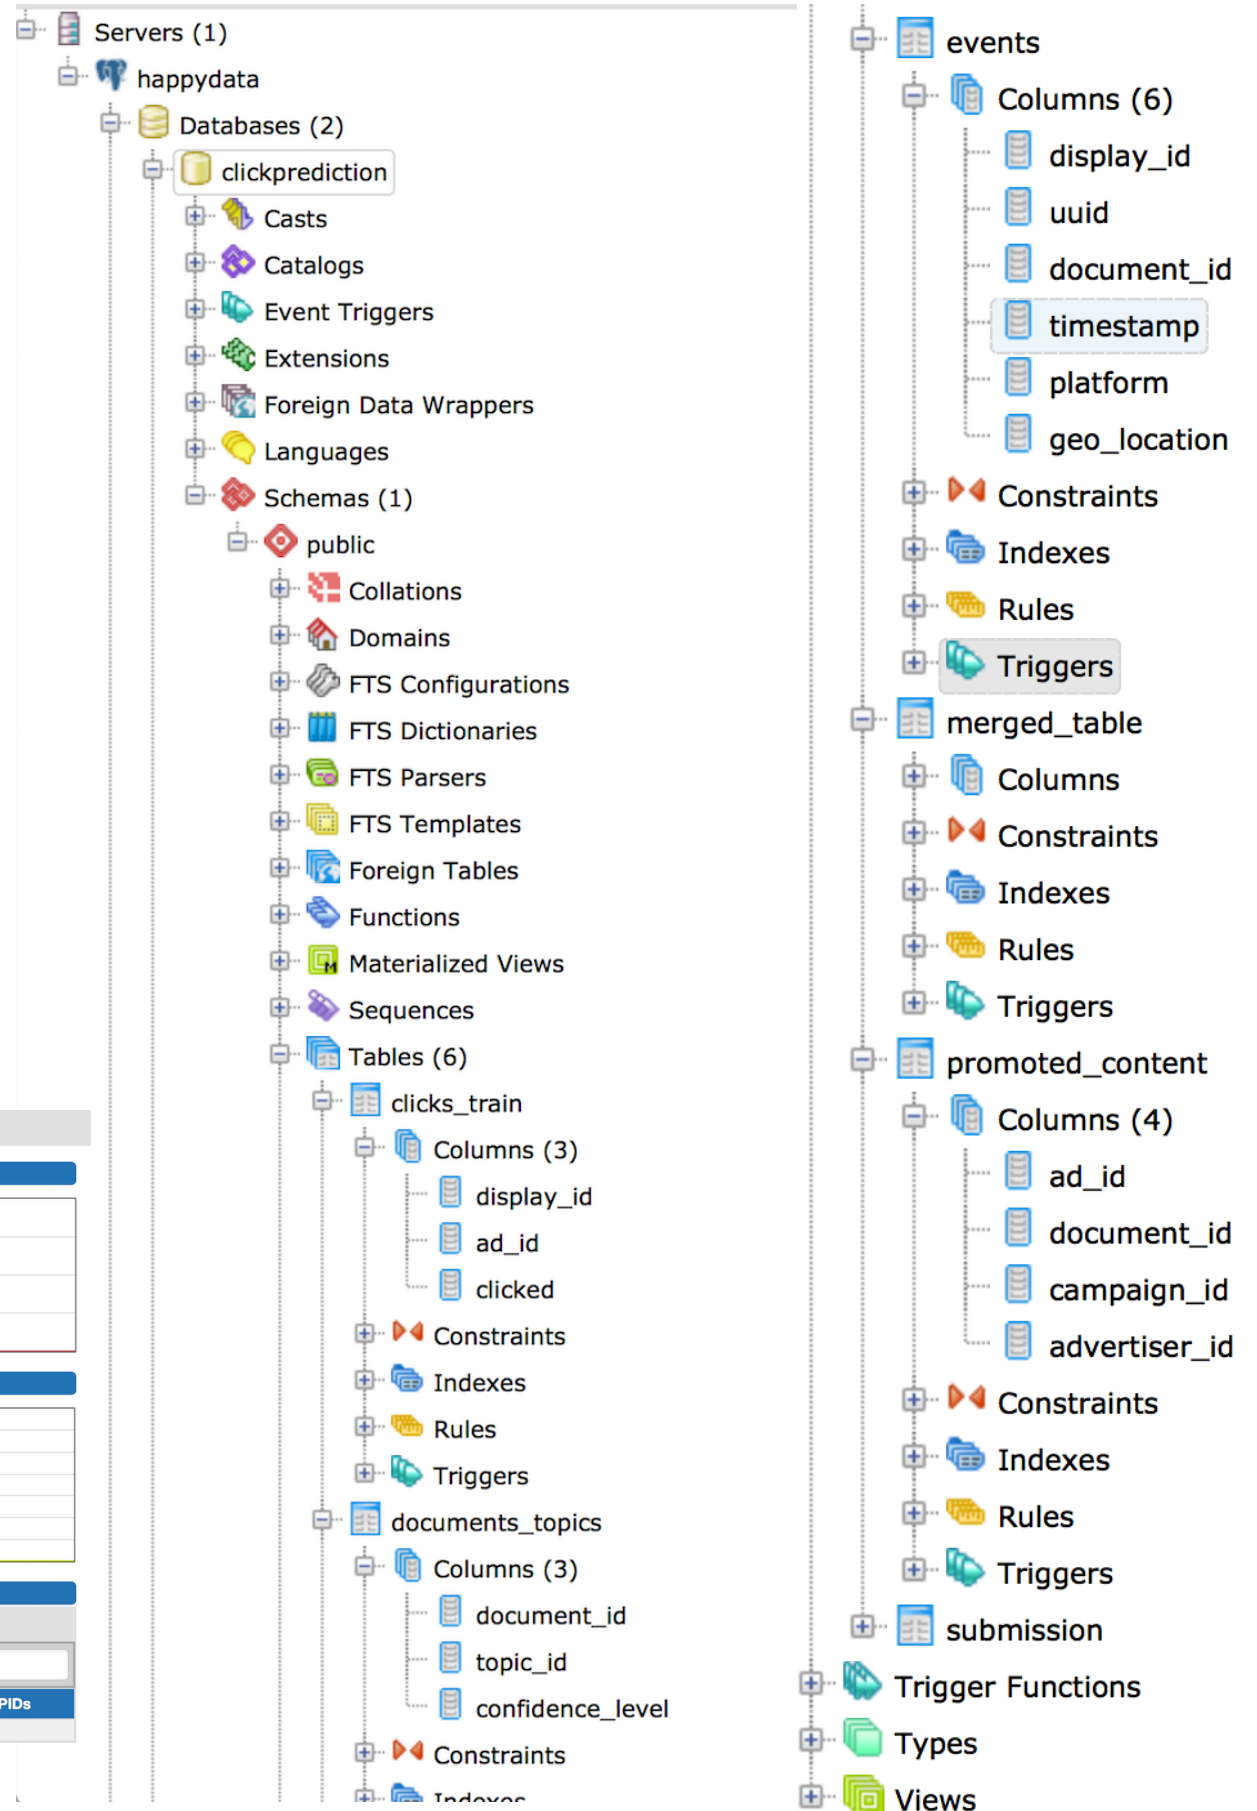 Servers (1)
happydata
Databases (2)
clickprediction
Casts
Catalogs
Event Triggers
Extensions
Foreign Data Wrappers
Languages
Schemas (1)
public
Collations
Domains
FTS Configurations
FTS Dictionaries
FTS Parsers
FTS Templates
Foreign Tables
Functions
Materialized Views
Sequences
Tables (6)
clicks_train
Columns (3)
display_id
ad_id
clicked
Constraints
Indexes
Rules
Triggers
documents_topics
Columns (3)
document_id
topic_id
confidence_level
Constraints
Indexes
PIDs
events
Columns (6)
display_id
uuid
document_id
timestamp
platform
geo_location
Constraints
Indexes
Rules
Triggers
merged_table
Columns
Constraints
Indexes
Rules
Triggers
promoted_content
Columns (4)
ad_id
document_id
campaign_id
advertiser_id
Constraints
Indexes
Rules
Triggers
submission
Trigger Functions
Types
Views